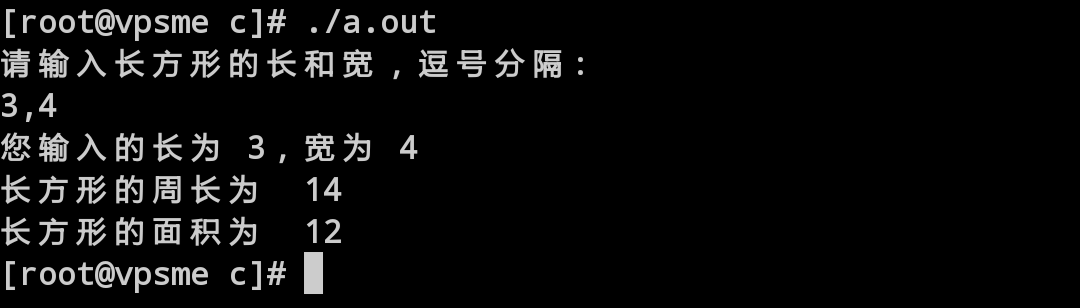 [root@vpsme c]# ./a.out
请输入长方形的长和宽，逗号分隔：
3,4
您输入的长为 3，宽为 4
长方形的周长为  14
长方形的面积为  12
[root@vpsme c]#